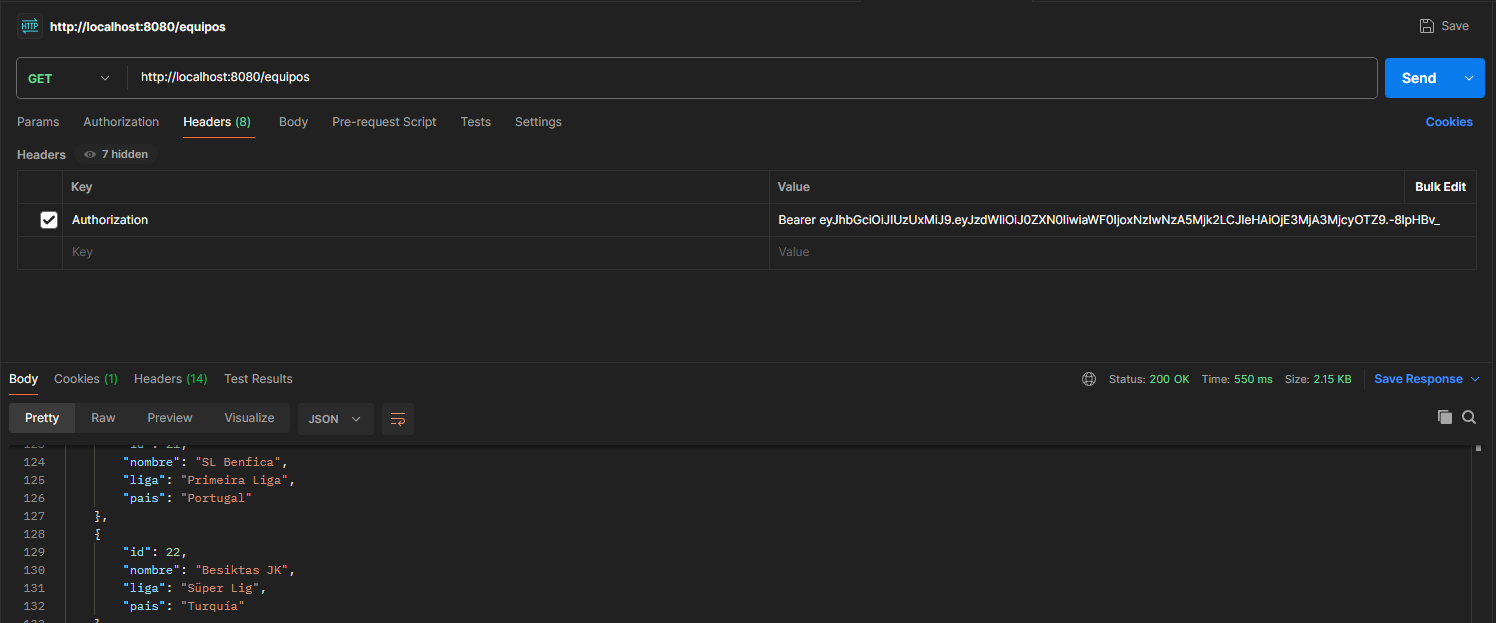 HTTP http://localhost:8080/equipos Save
GET http://localhost:8080/equipos Send
Params Authorization Headers (8) Body Pre-request Script Tests Settings Cookies
Headers 7 hidden
Key Value Bulk Edit
Authorization Bearer eyJhbGciOiJIUzUxMiJ9.eyJzdWIiOiJ0ZXN0IiwiaWF0IjoxNzIwNzA5Mjk2LCJleHAiOjE3MjA3MjcyOTZ9.-8IpHBv_
Key Value
Body Cookies (1) Headers (14) Test Results Status: 200 OK Time: 550 ms Size: 2.15 KB Save Response
Pretty Raw Preview Visualize JSON
123 "id": 21,
124 "nombre": "SL Benfica",
125 "liga": "Primeira Liga",
126 "pais": "Portugal"
127 },
128 {
129 "id": 22,
130 "nombre": "Besiktas JK",
131 "liga": "Süper Lig",
132 "pais": "Turquía"
133 }